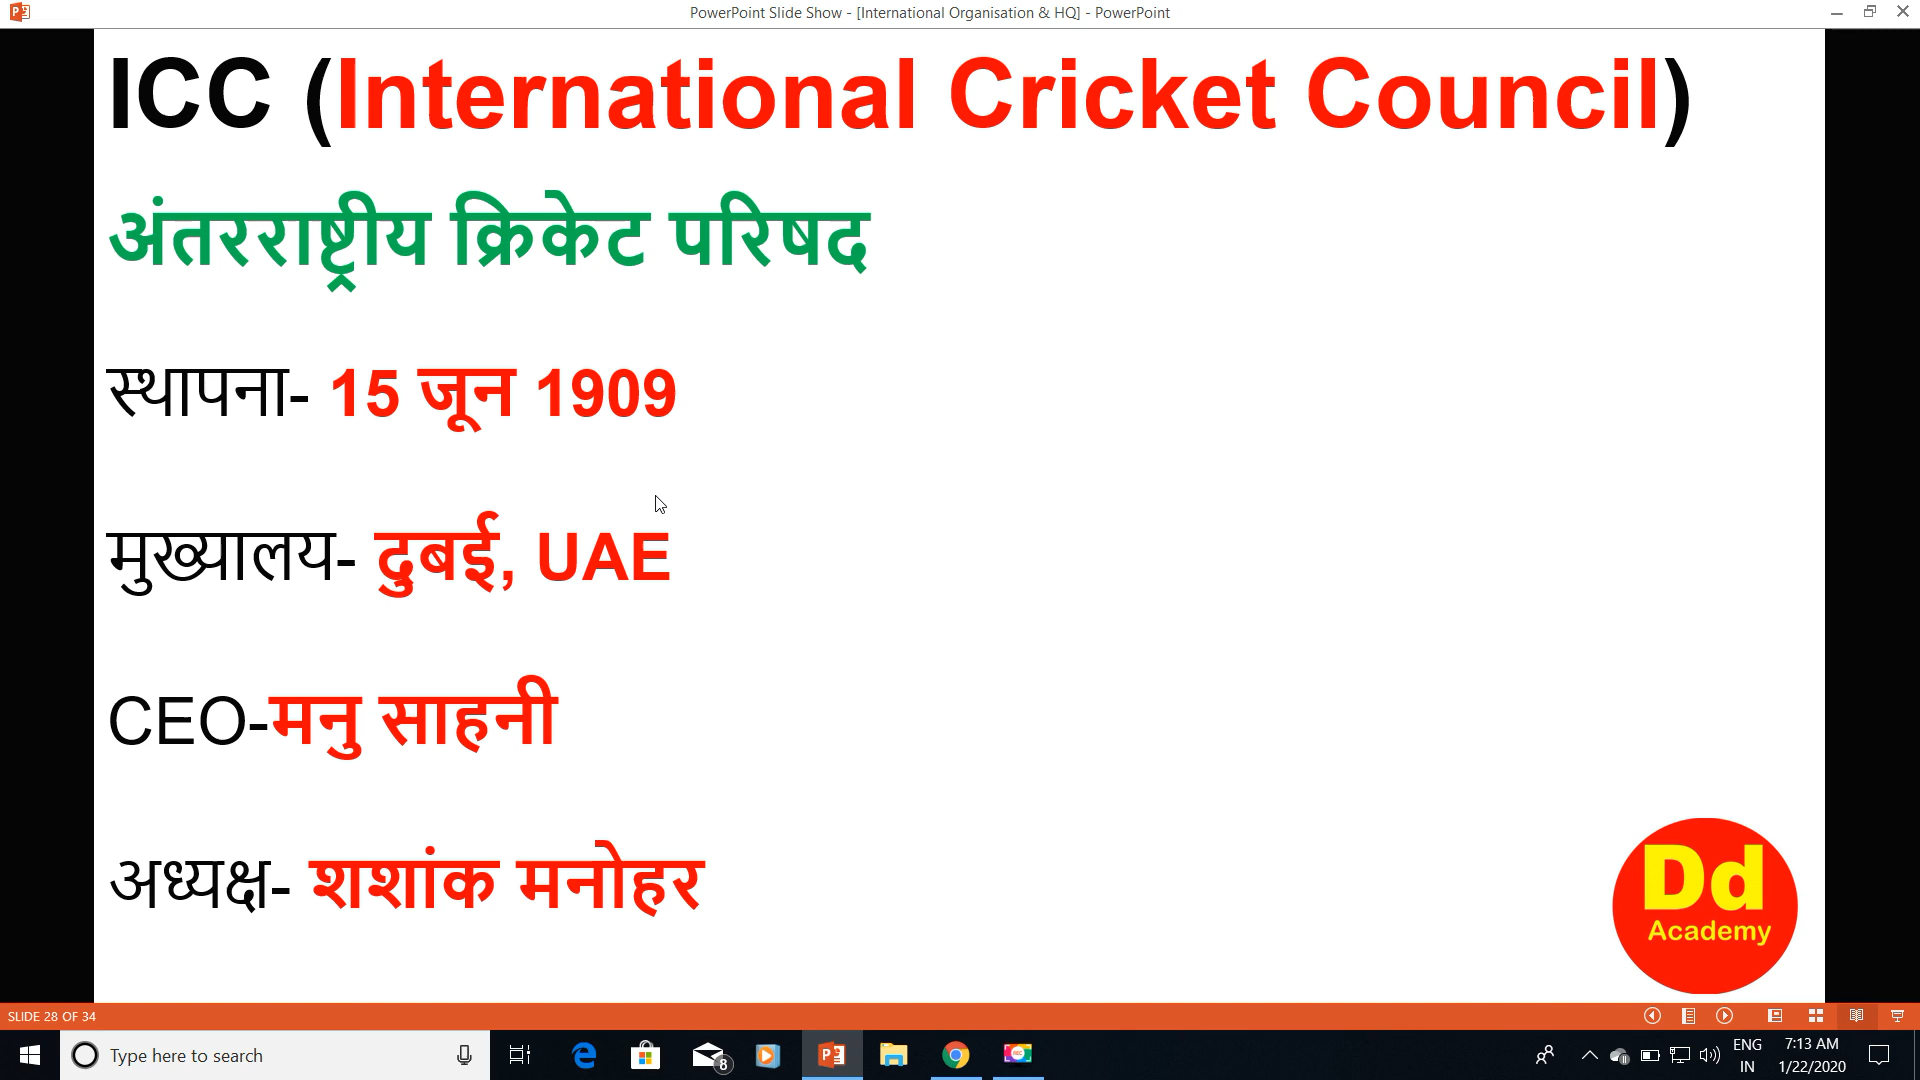 PowerPoint Slide Show - [International Organisation & HQ] - PowerPoint
ICC (International Cricket Council)
अंतरराष्ट्रीय क्रिकेट परिषद
स्थापना- 15 जून 1909
मुख्यालय- दुबई, UAE
CEO-मनु साहनी
अध्यक्ष- शशांक मनोहर
Dd
Academy
SLIDE 28 OF 34
Type here to search
8
ENG
IN
7:13 AM
1/22/2020